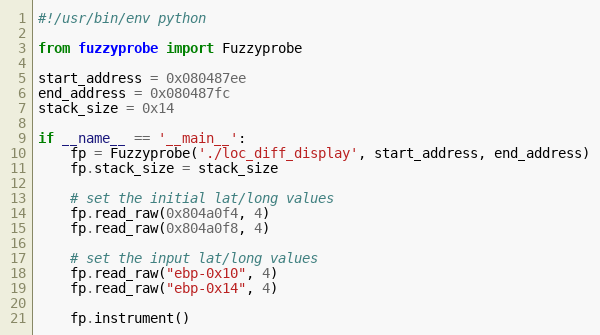 1 #!/usr/bin/env python
2
3 from fuzzyprobe import Fuzzyprobe
4
5 start_address = 0x080487ee
6 end_address = 0x080487fc
7 stack_size = 0x14
8
9 if __name__ == '__main__':
10     fp = Fuzzyprobe('./loc_diff_display', start_address, end_address)
11     fp.stack_size = stack_size
12
13     # set the initial lat/long values
14     fp.read_raw(0x804a0f4, 4)
15     fp.read_raw(0x804a0f8, 4)
16
17     # set the input lat/long values
18     fp.read_raw("ebp-0x10", 4)
19     fp.read_raw("ebp-0x14", 4)
20
21     fp.instrument()